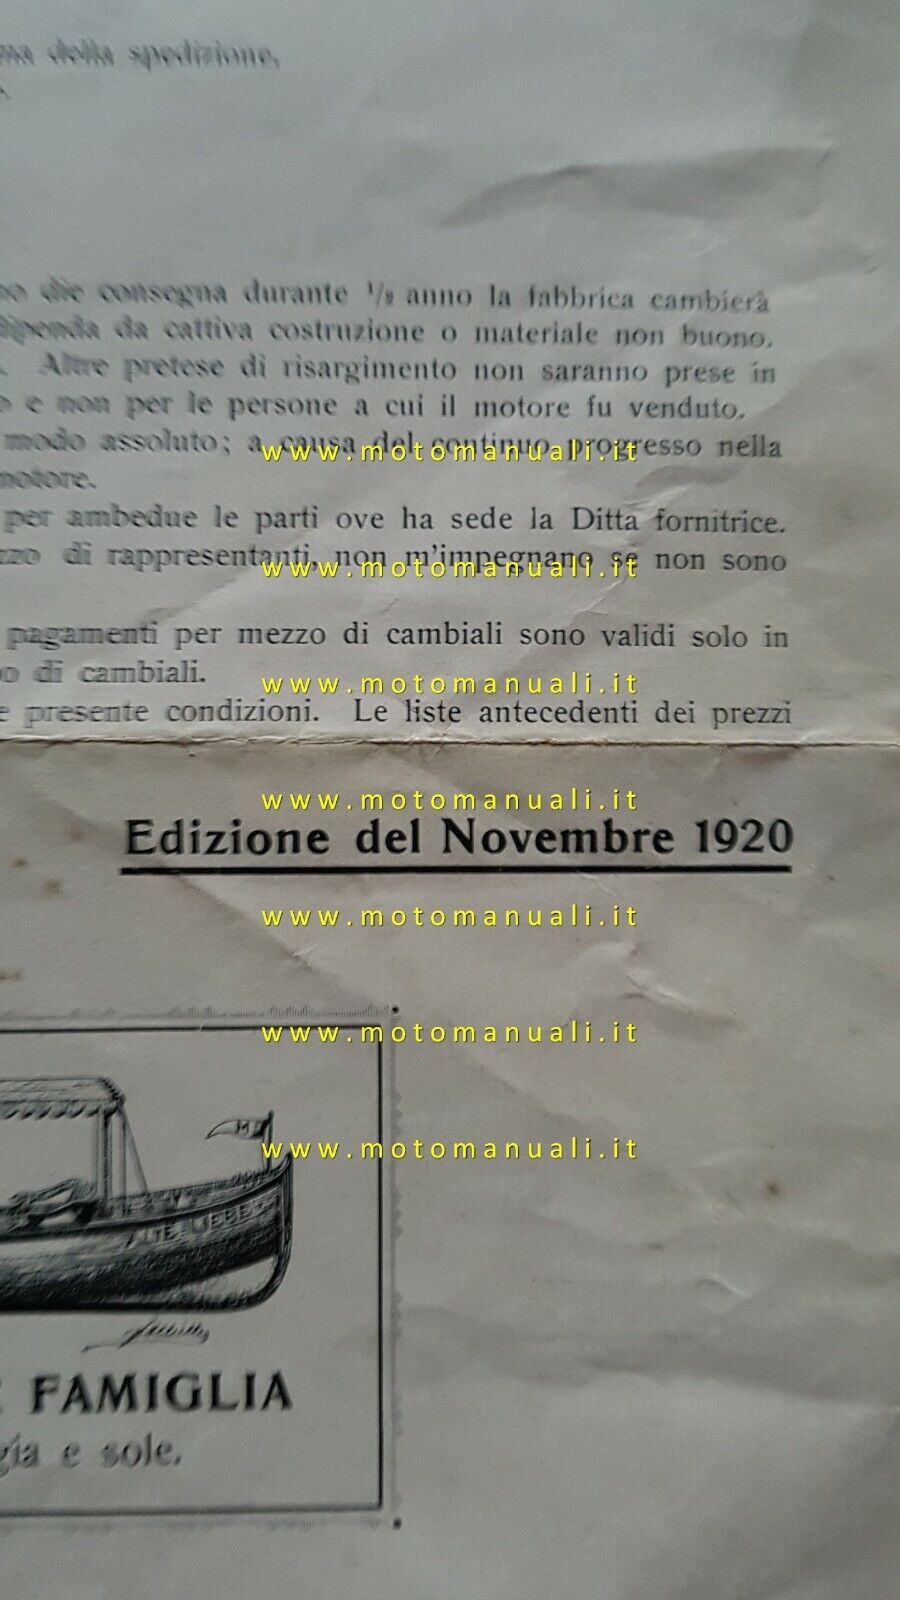 della spedizione.
die consegna durante 1/2 anno la fabbrica cambierà
dipenda da cattiva costruzione o materiale non buono.
Altre pretese di risargimento non saranno prese in
o e non per le persone a cui il motore fu venduto.
modo assoluto; a causa del continuo progresso nella
www.motomanuali.it
motore.
per ambedue le parti ove ha sede la Ditta fornitrice.
zzo di rappresentanti, non m'impegnano se non sono
www.motomanuali.it
pagamenti per mezzo di cambiali sono validi solo in
o di cambiali.
www.motomanuali.it
e presente condizioni. Le liste antecedenti dei prezzi
www.motomanuali.it
Edizione del Novembre 1920
www.motomanuali.it
www.motomanuali.it
M
www.motomanuali.it
FAMIGLIA
gia e sole.